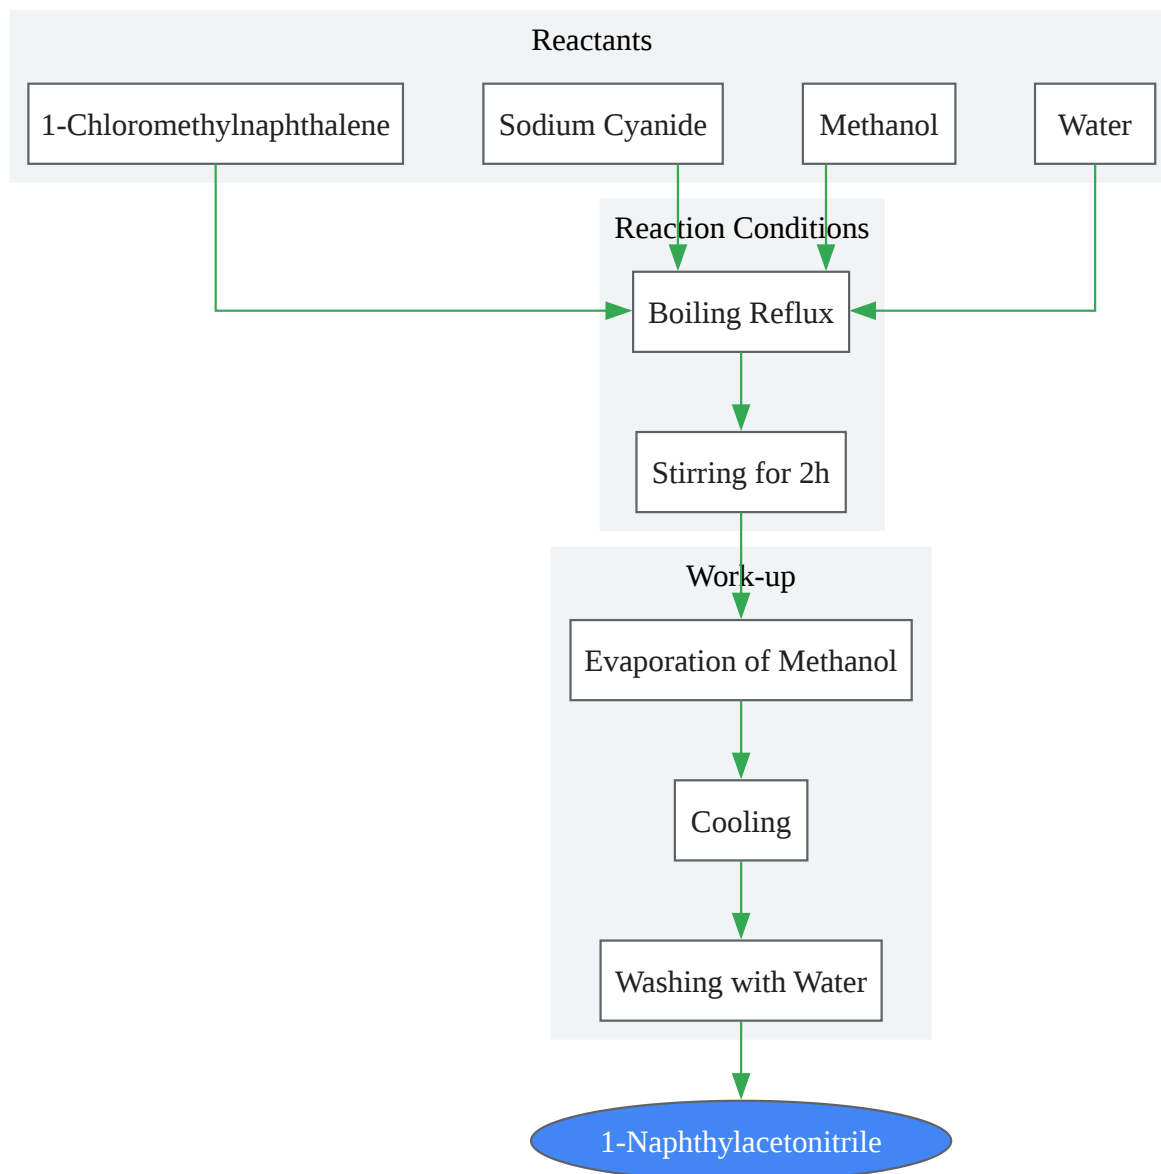 Reactants
1-Chloromethylnaphthalene
Sodium Cyanide
Methanol
Water
Reaction Conditions
Boiling Reflux
Stirring for 2h
Work-up
Evaporation of Methanol
Cooling
Washing with Water
1-Naphthylacetonitrile